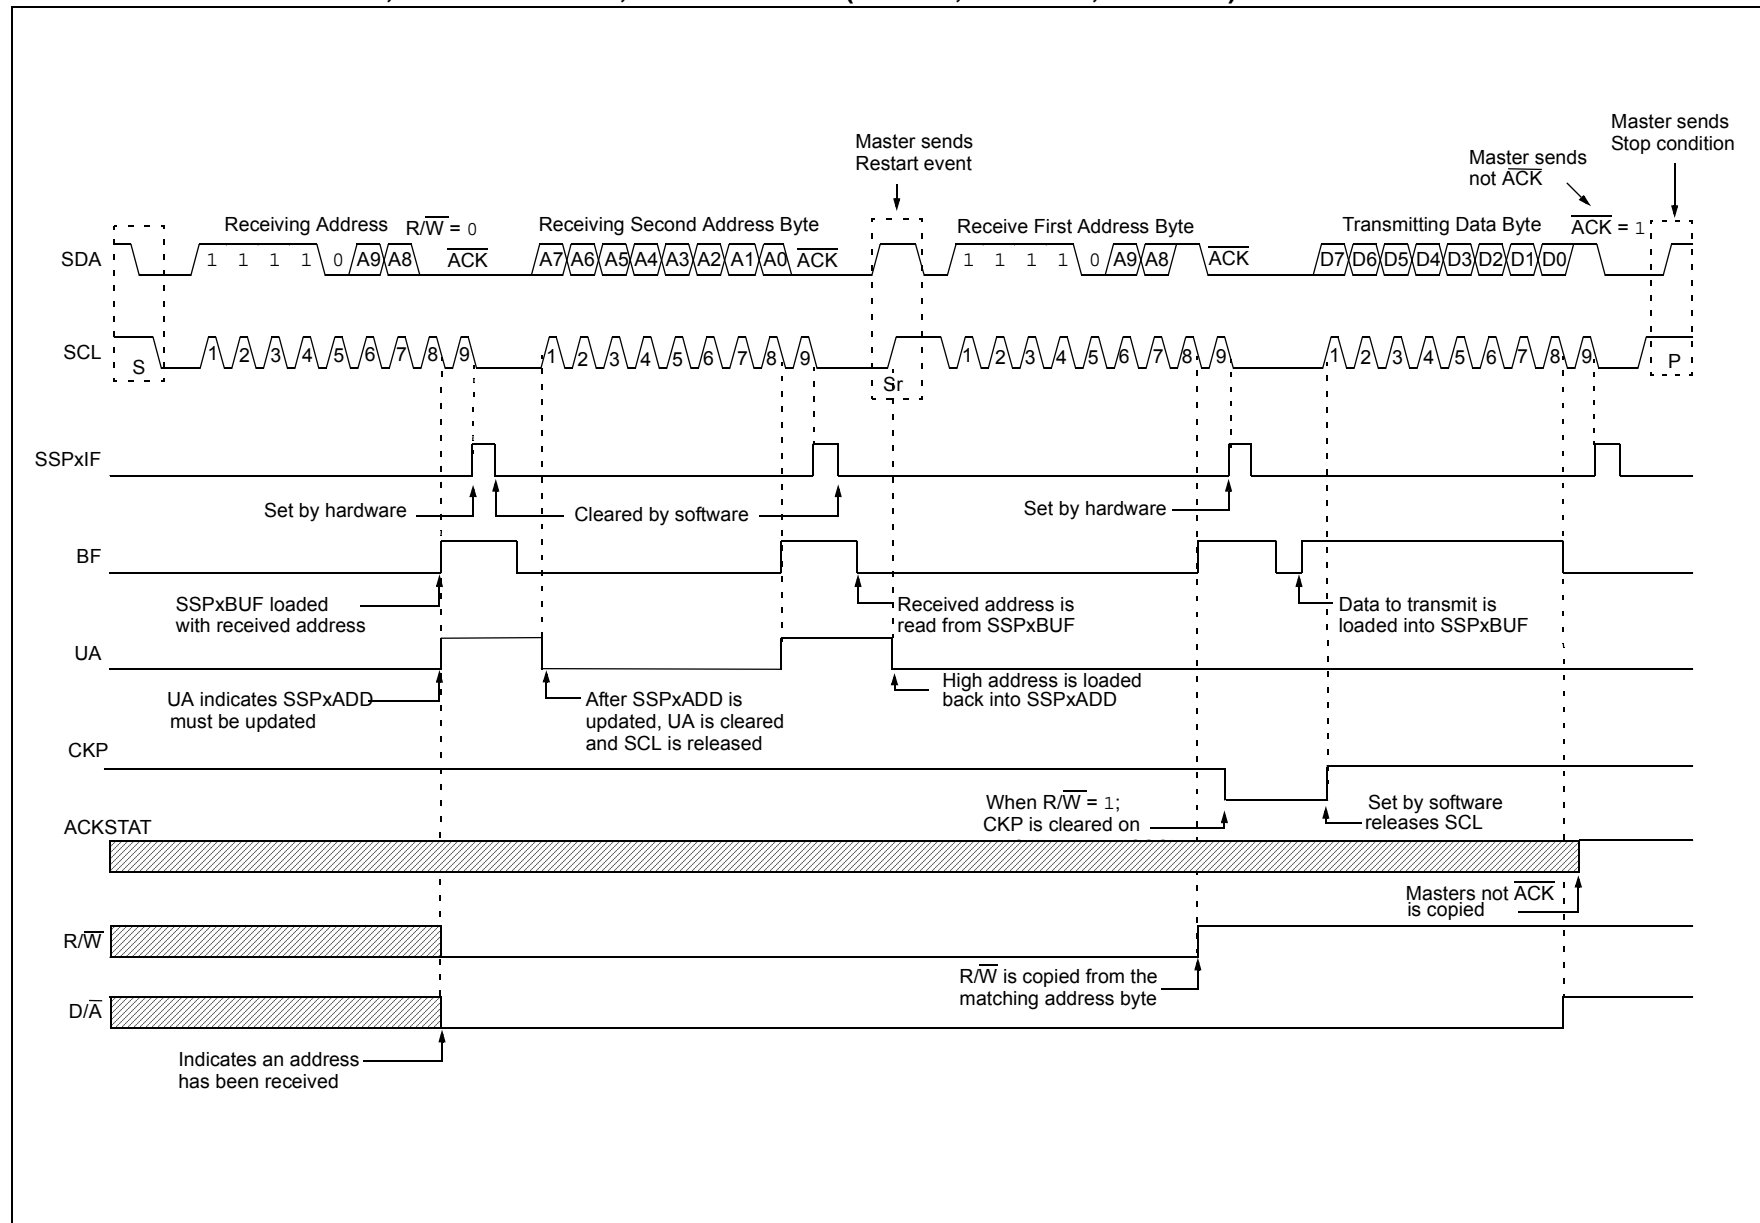 Master sends
Stop condition
Master sends
Restart event
Master sends
not A̅C̅K̅
Receiving Address R/W̅ = 0
Receiving Second Address Byte
Receive First Address Byte
Transmitting Data Byte
A̅C̅K̅ = 1
SDA
1 1 1 1 0 A9 A8 A̅C̅K̅
A7 A6 A5 A4 A3 A2 A1 A0 A̅C̅K̅
1 1 1 1 0 A9 A8 A̅C̅K̅
D7 D6 D5 D4 D3 D2 D1 D0
SCL
S
1 2 3 4 5 6 7 8 9
1 2 3 4 5 6 7 8 9
Sr
1 2 3 4 5 6 7 8 9
1 2 3 4 5 6 7 8 9
P
SSPxIF
Set by hardware
Cleared by software
Set by hardware
BF
SSPxBUF loaded
with received address
Received address is
read from SSPxBUF
Data to transmit is
loaded into SSPxBUF
UA
UA indicates SSPxADD
must be updated
After SSPxADD is
updated, UA is cleared
and SCL is released
High address is loaded
back into SSPxADD
CKP
When R/W̅ = 1;
CKP is cleared on
Set by software
releases SCL
ACKSTAT
Masters not A̅C̅K̅
is copied
R/W̅
R/W̅ is copied from the
matching address byte
D/A̅
Indicates an address
has been received